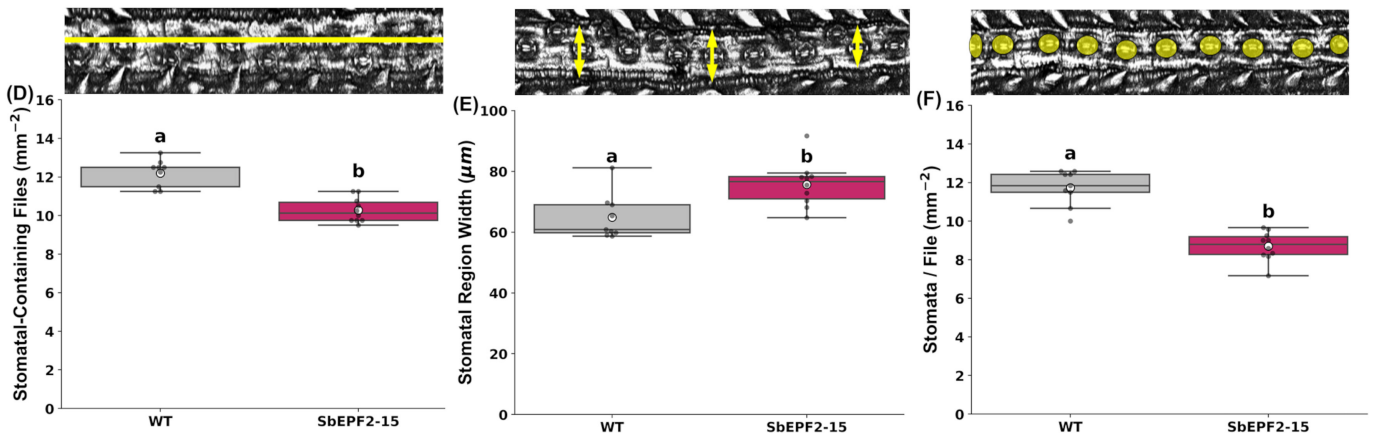 (D)
Stomatal-Containing Files (mm⁻²)
16
14
12
10
8
6
4
2
0
a
b
WT
SbEPF2-15
(E)
Stomatal Region Width (μm)
100
80
60
40
20
0
a
b
WT
SbEPF2-15
(F)
Stomata / File (mm⁻²)
16
14
12
10
8
6
4
2
0
a
b
WT
SbEPF2-15